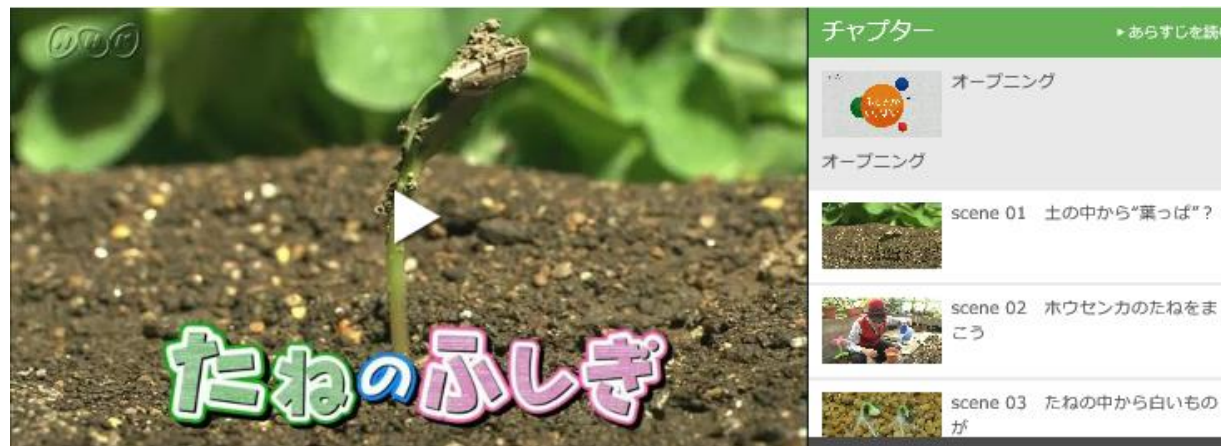 NHK
たねのふしぎ
チャプター
▶あらすじを読
オープニング
オープニング
scene 01 土の中から“葉っぱ”？
scene 02 ホウセンカのたねをま
こう
scene 03 たねの中から白いもの
が